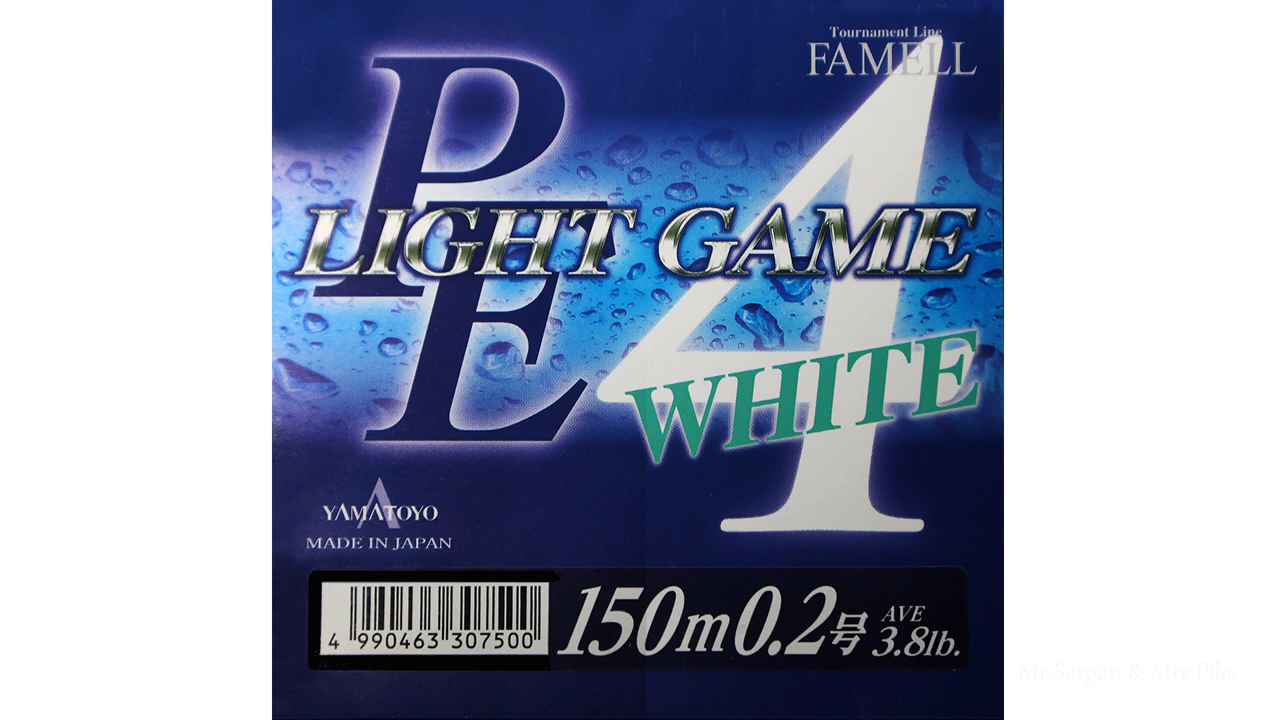 Tournament Line
FAMELL
PE
4
LIGHT GAME
WHITE
YAMATOYO
MADE IN JAPAN
4 990463 307500
150m 0.2号 AVE 3.8lb.
Mr Sargan & Mrs Pike